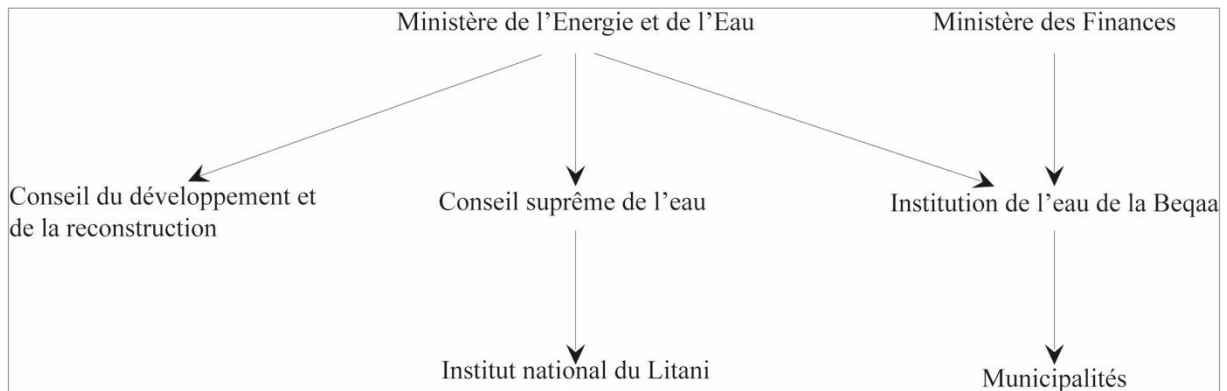 Ministère de l’Energie et de l’Eau
Ministère des Finances
Conseil du développement et
de la reconstruction
Conseil suprême de l’eau
Institution de l’eau de la Beqaa
Institut national du Litani
Municipalités